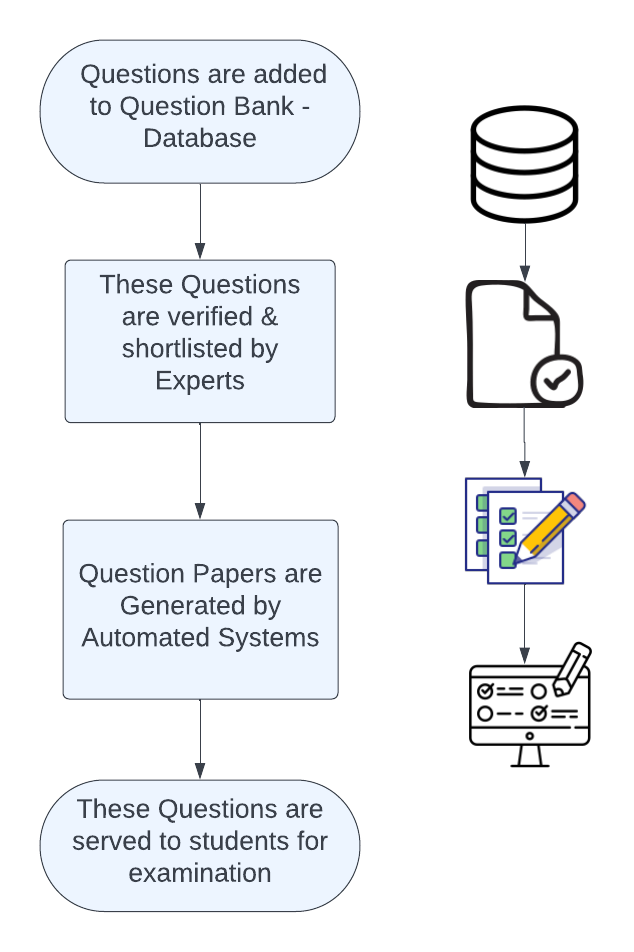 Questions are added
to Question Bank -
Database
These Questions
are verified &
shortlisted by
Experts
Question Papers are
Generated by
Automated Systems
These Questions are
served to students for
examination